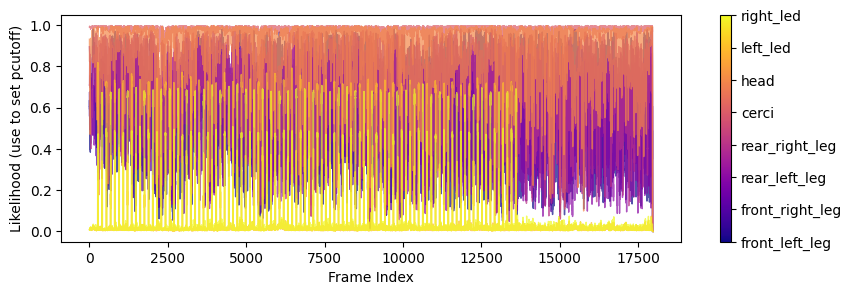 1.0
0.8
0.6
0.4
0.2
0.0
Likelihood (use to set pcutoff)
0
2500
5000
7500
10000
12500
15000
17500
Frame Index
right_led
left_led
head
cerci
rear_right_leg
rear_left_leg
front_right_leg
front_left_leg